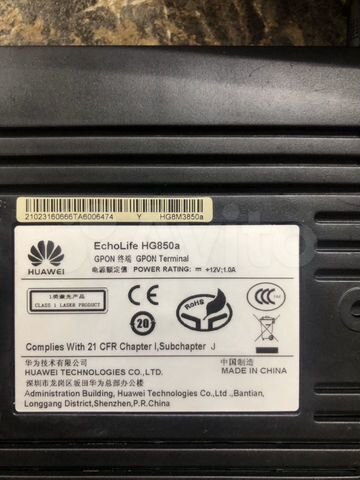 21023160666TA6006474 Y HG8M3850a
EchoLife HG850a
GPON 终端 GPON Terminal
电源额定值 POWER RATING: ⎓ +12V;1.0A
HUAWEI
1类激光产品
CLASS 1 LASER PRODUCT
20
RoHS
CCC
Avito
Complies With 21 CFR Chapter I,Subchapter J
华为技术有限公司 中国制造
HUAWEI TECHNOLOGIES CO.,LTD. MADE IN CHINA
深圳市龙岗区坂田华为总部办公楼
Administration Building, Huawei Technologies Co.,Ltd.,Bantian,
Longgang District,Shenzhen,P.R.China